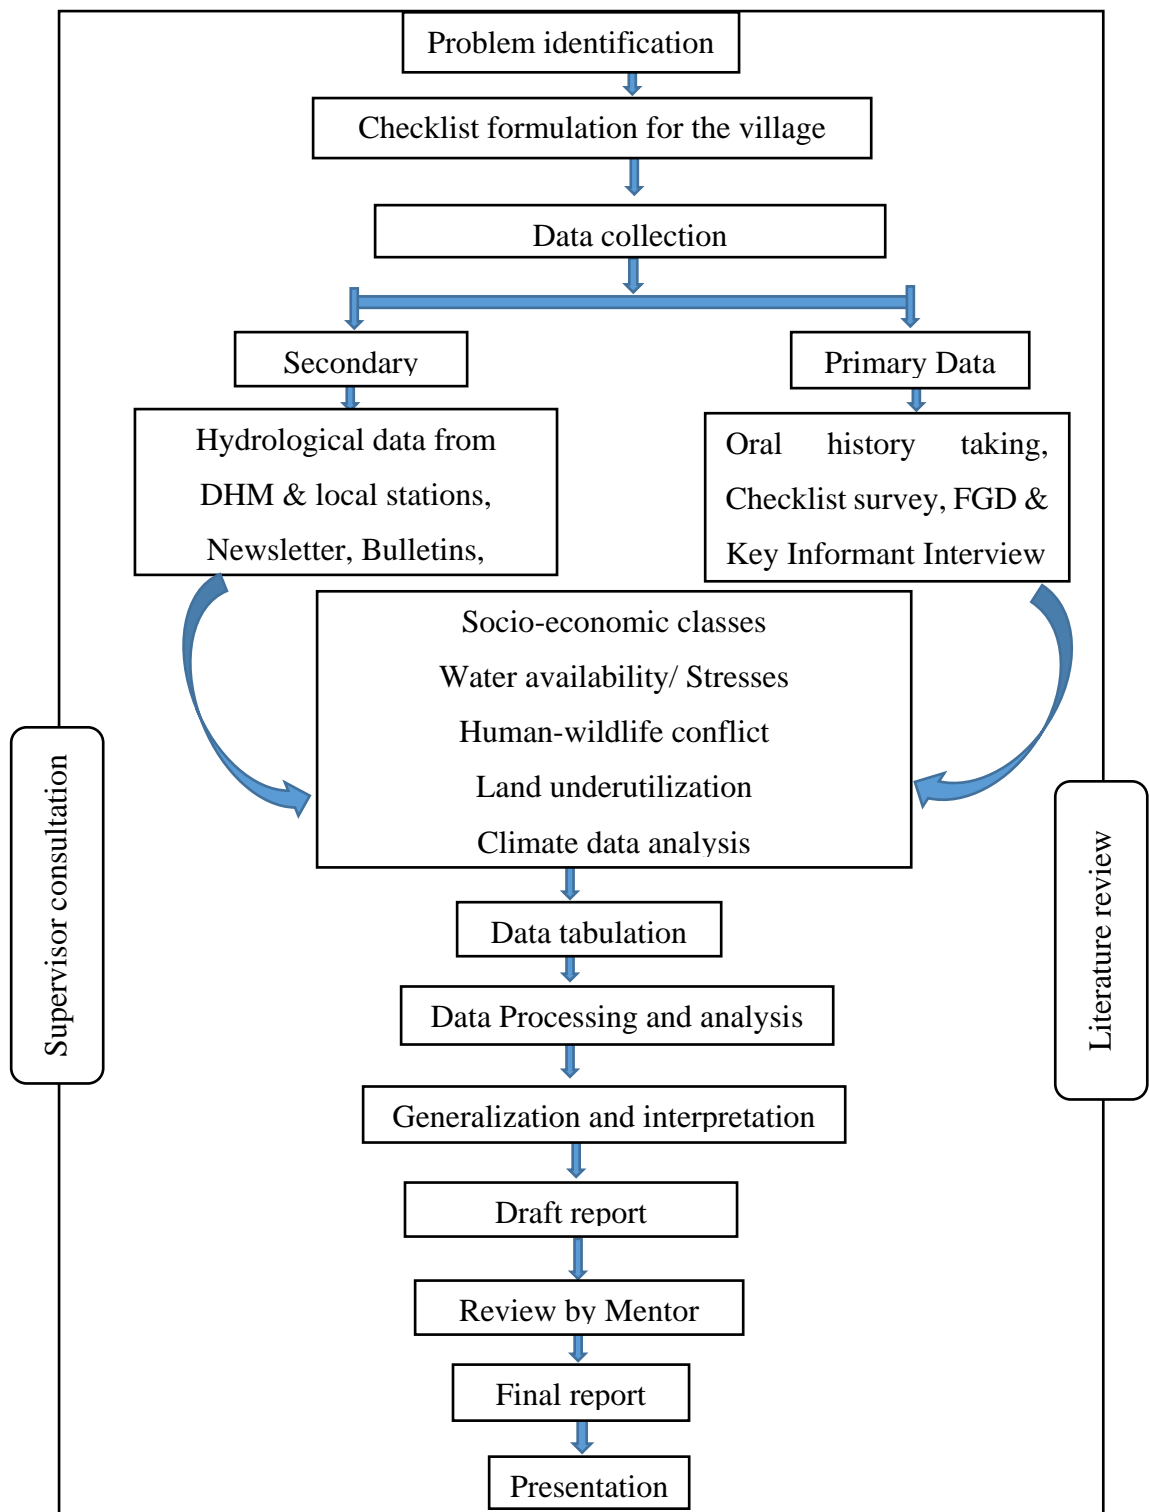 Problem identification
Checklist formulation for the village
Data collection
Secondary
Primary Data
Hydrological data from
DHM & local stations,
Newsletter, Bulletins,
Oral history taking,
Checklist survey, FGD &
Key Informant Interview
Socio-economic classes
Water availability/ Stresses
Human-wildlife conflict
Land underutilization
Climate data analysis
Supervisor consultation
Literature review
Data tabulation
Data Processing and analysis
Generalization and interpretation
Draft report
Review by Mentor
Final report
Presentation